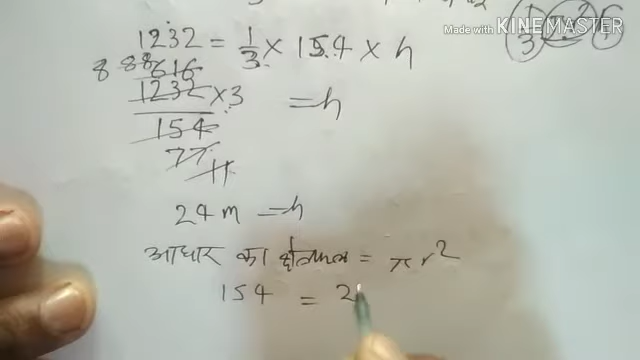 Made with KINEMASTER
1232 = 1/3 × 154 × h
8 88 616
1232 × 3 = h
154
77
11
24 m = h
आधार का क्षेत्रफल = πr²
154 = 2